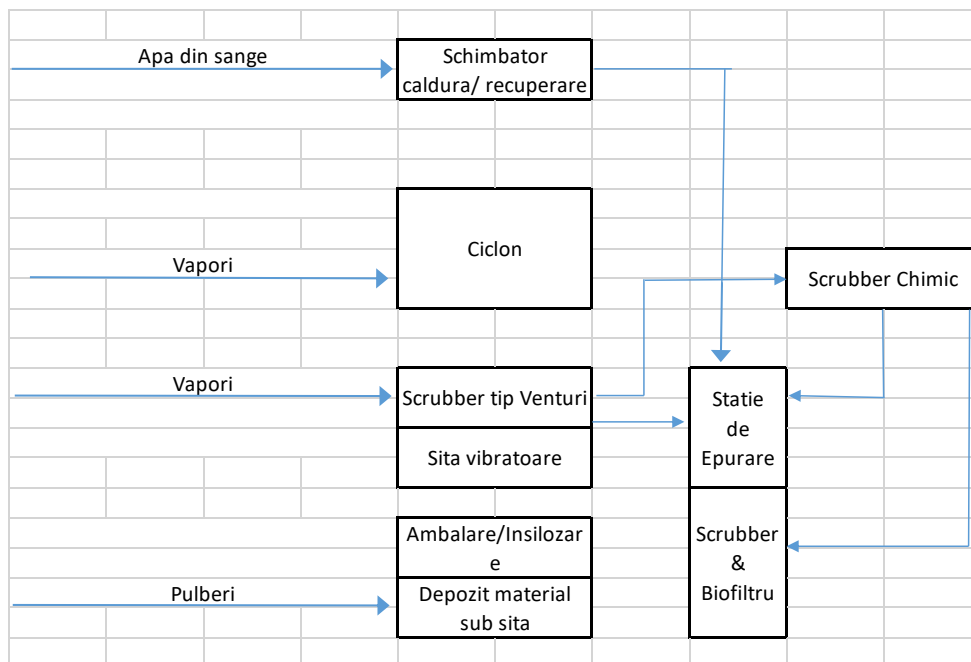 Apa din sange
Schimbator
caldura/ recuperare
Ciclon
Vapori
Scrubber Chimic
Vapori
Scrubber tip Venturi
Statie
de
Epurare
Sita vibratoare
Ambalare/Insilozar
e
Scrubber
&
Biofiltru
Pulberi
Depozit material
sub sita